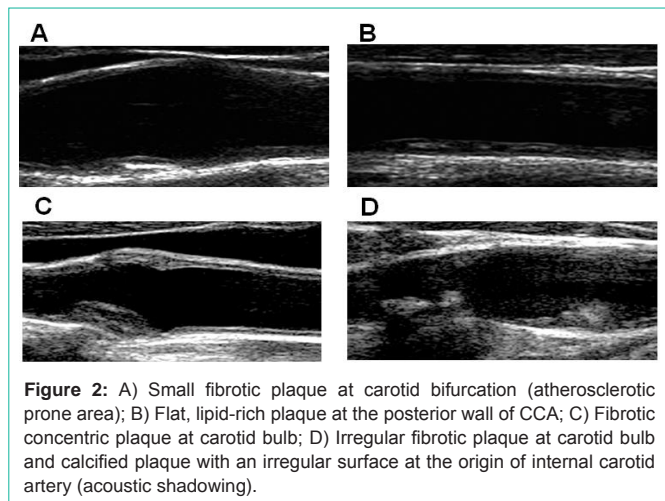 A
B
C
D
Figure 2: A) Small fibrotic plaque at carotid bifurcation (atherosclerotic
prone area); B) Flat, lipid-rich plaque at the posterior wall of CCA; C) Fibrotic
concentric plaque at carotid bulb; D) Irregular fibrotic plaque at carotid bulb
and calcified plaque with an irregular surface at the origin of internal carotid
artery (acoustic shadowing).